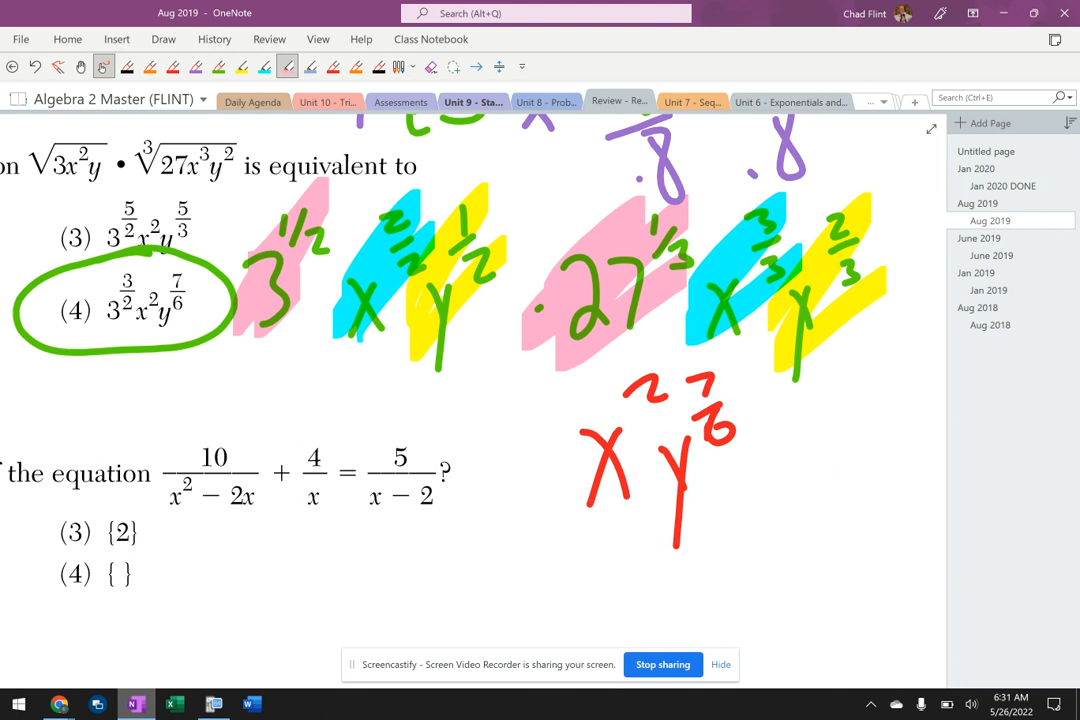 Aug 2019 - OneNote
Search (Alt+Q)
Chad Flint
File Home Insert Draw History Review View Help Class Notebook
Algebra 2 Master (FLINT)
Daily Agenda
Unit 10 - Tri...
Assessments
Unit 9 - Sta...
Unit 8 - Prob...
Review - Re...
Unit 7 - Seq...
Unit 6 - Exponentials and...
...
Search (Ctrl+E)
Add Page
Untitled page
Jan 2020
Jan 2020 DONE
Aug 2019
Aug 2019
June 2019
June 2019
Jan 2019
Jan 2019
Aug 2018
Aug 2018
x .8 .8
on √(3x²y) • ∛(27x³y²) is equivalent to
(3) 3^(5/2) x² y^(5/3)
(4) 3^(3/2) x² y^(7/6)
3^(1/2) x^(2/2) y^(1/2) · 27^(1/3) x^(3/3) y^(2/3)
x² y^(7/6)
f the equation 10/(x² − 2x) + 4/x = 5/(x − 2)?
(3) {2}
(4) { }
Screencastify - Screen Video Recorder is sharing your screen.
Stop sharing
Hide
6:31 AM
5/26/2022